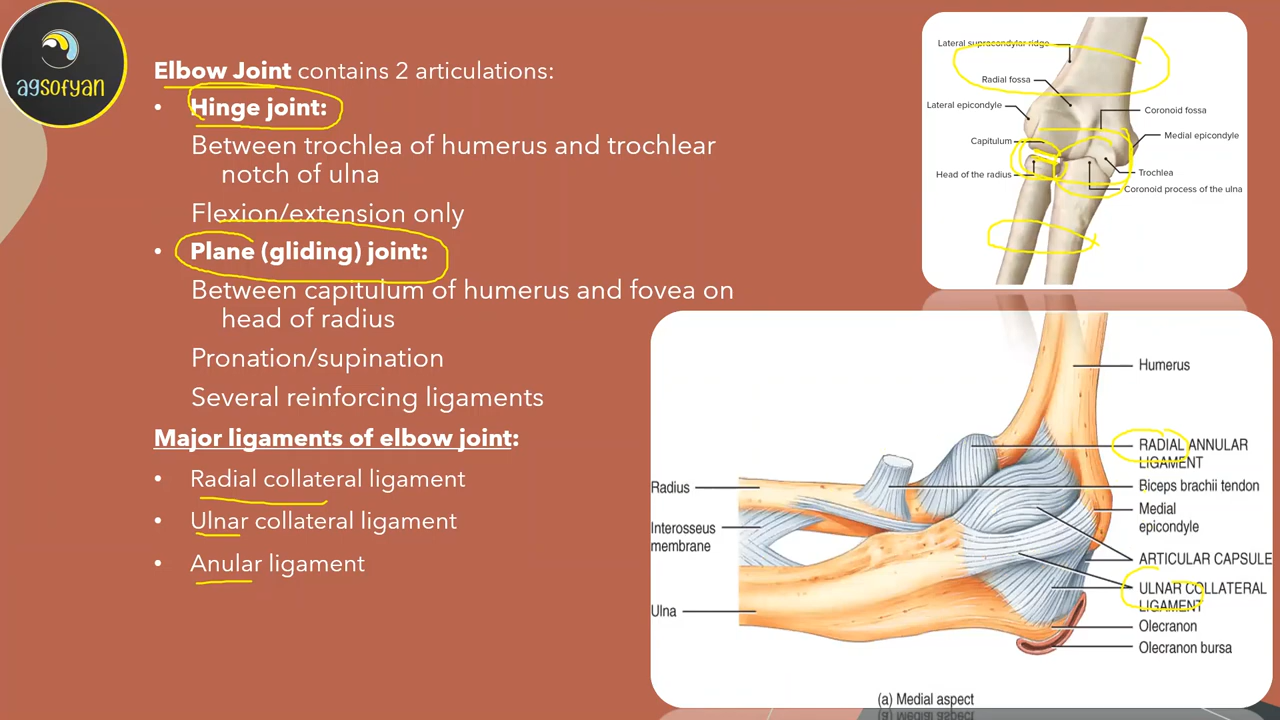 agsofyan
Elbow Joint contains 2 articulations:
• Hinge joint:
Between trochlea of humerus and trochlear
notch of ulna
Flexion/extension only
• Plane (gliding) joint:
Between capitulum of humerus and fovea on
head of radius
Pronation/supination
Several reinforcing ligaments
Major ligaments of elbow joint:
• Radial collateral ligament
• Ulnar collateral ligament
• Anular ligament
Lateral supracondylar ridge
Radial fossa
Lateral epicondyle
Coronoid fossa
Medial epicondyle
Capitulum
Head of the radius
Trochlea
Coronoid process of the ulna
Humerus
RADIAL ANNULAR
LIGAMENT
Radius
Biceps brachii tendon
Medial
epicondyle
Interosseus
membrane
ARTICULAR CAPSULE
ULNAR COLLATERAL
LIGAMENT
Ulna
Olecranon
Olecranon bursa
(a) Medial aspect